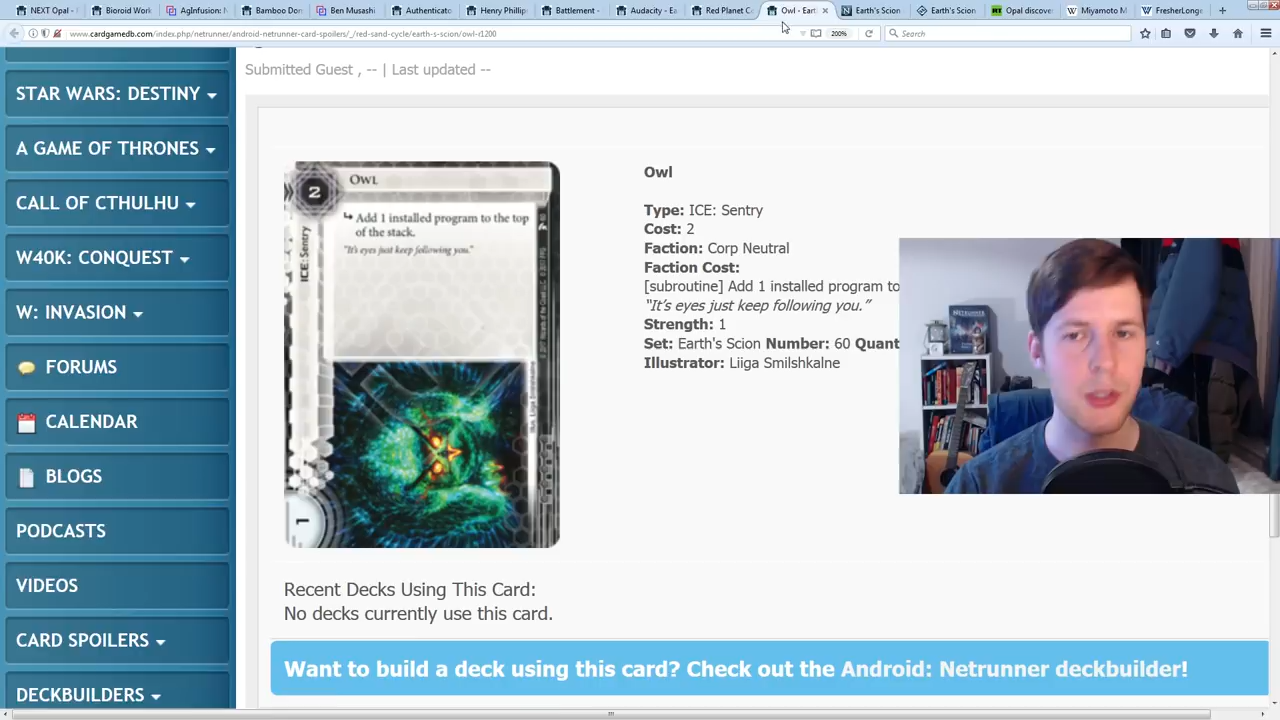 NEXT Opal -
Bioroid Work
AgInfusion: N
Bamboo Dom
Ben Musashi
Authenticato
Henry Phillip
Battlement -
Audacity - Ea
Red Planet Co
Owl - Eart
Earth's Scion
Earth's Scion
Opal discove
Miyamoto M
FresherLonge
www.cardgamedb.com/index.php/netrunner/android-netrunner-card-spoilers/_/red-sand-cycle/earth-s-scion/owl-r1200
200%
Search
Submitted Guest , -- | Last updated --
STAR WARS: DESTINY
A GAME OF THRONES
CALL OF CTHULHU
W40K: CONQUEST
W: INVASION
FORUMS
CALENDAR
BLOGS
PODCASTS
VIDEOS
CARD SPOILERS
DECKBUILDERS
2
Owl
Add 1 installed program to the top
of the stack.
"It's eyes just keep following you."
ICE: Sentry
1
Owl
Type: ICE: Sentry
Cost: 2
Faction: Corp Neutral
Faction Cost:
[subroutine] Add 1 installed program to
“It’s eyes just keep following you.”
Strength: 1
Set: Earth's Scion Number: 60 Quant
Illustrator: Liiga Smilshkalne
NETRUNNER
Recent Decks Using This Card:
No decks currently use this card.
Want to build a deck using this card? Check out the Android: Netrunner deckbuilder!